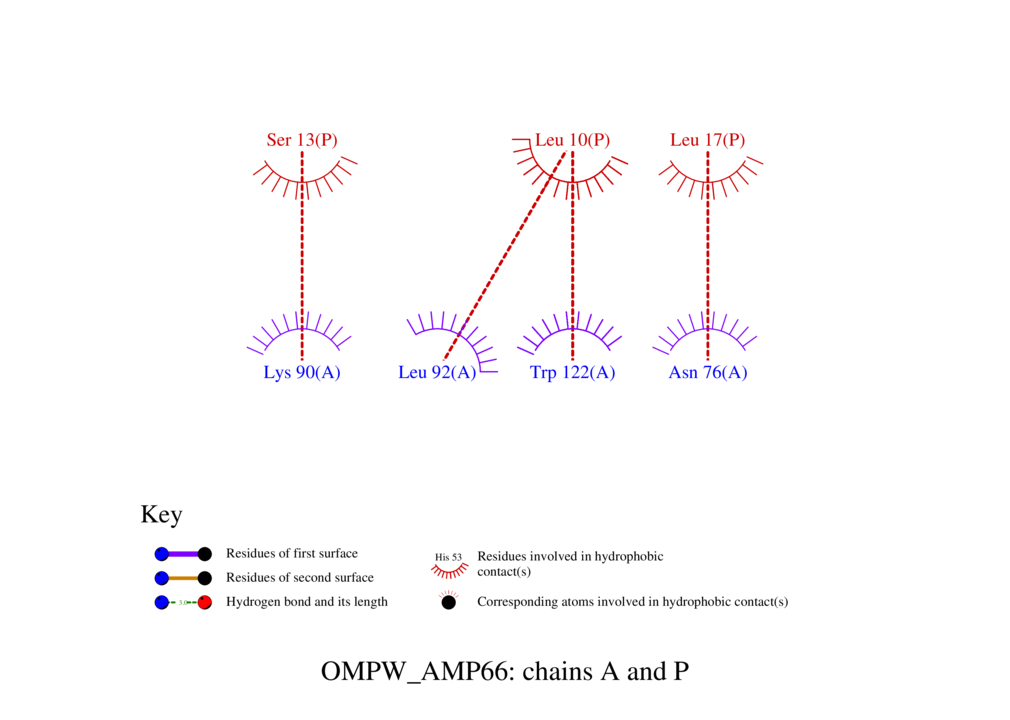 Ser 13(P) Leu 10(P) Leu 17(P)
Lys 90(A) Leu 92(A) Trp 122(A) Asn 76(A)
Key
Residues of first surface
Residues of second surface
3.0 Hydrogen bond and its length
His 53 Residues involved in hydrophobic
contact(s)
Corresponding atoms involved in hydrophobic contact(s)
OMPW_AMP66: chains A and P